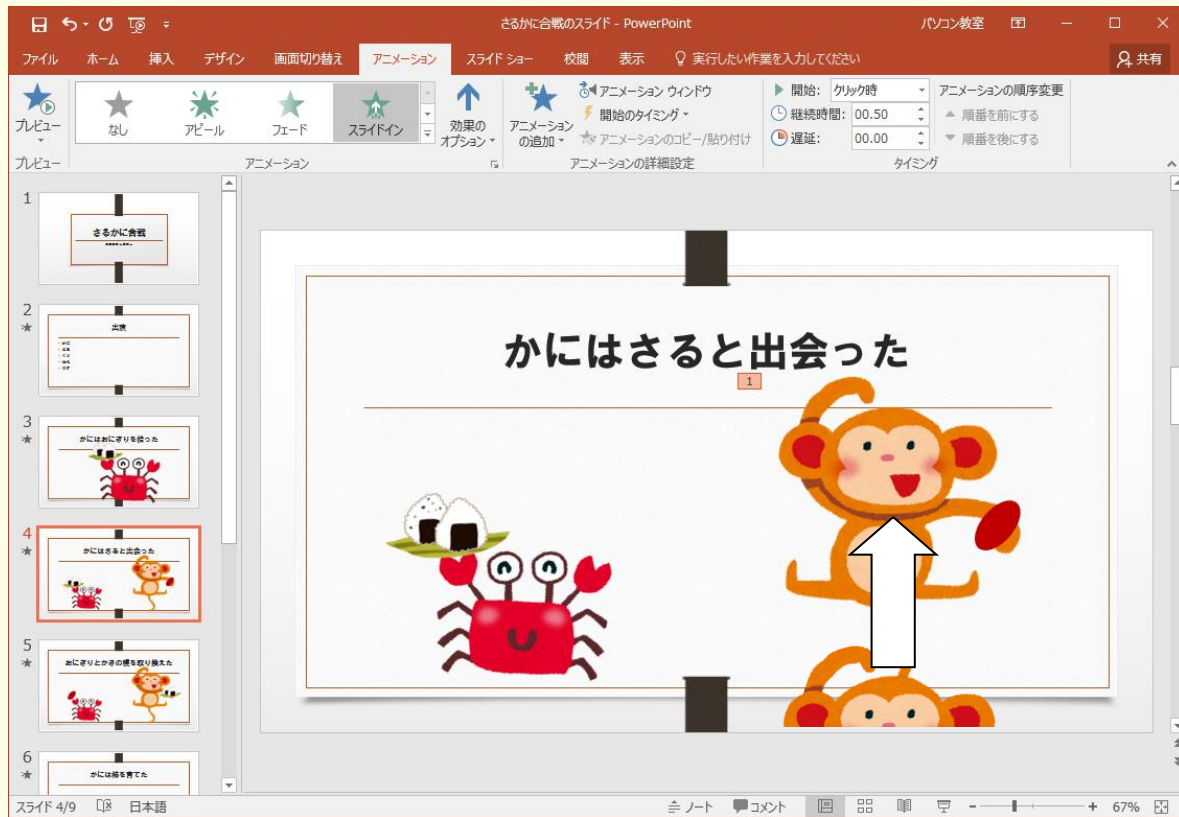 さるかに合戦のスライド - PowerPoint
パソコン教室
ファイル ホーム 挿入 デザイン 画面切り替え アニメーション スライド ショー 校閲 表示 実行したい作業を入力してください 共有
プレビュー
なし アピール フェード スライドイン
効果の
オプション
アニメーション
の追加
アニメーション ウィンドウ
開始のタイミング
アニメーションのコピー/貼り付け
開始: クリック時
継続時間: 00.50
遅延: 00.00
アニメーションの順序変更
順番を前にする
順番を後にする
プレビュー アニメーション アニメーションの詳細設定 タイミング
1
さるかに合戦
2
出演
3
かにはおにぎりを拾った
4
かにはさると出会った
5
おにぎりとかきの種を取り換えた
6
かには柿を育てた
かにはさると出会った
1
スライド 4/9 日本語 ノート コメント 67%